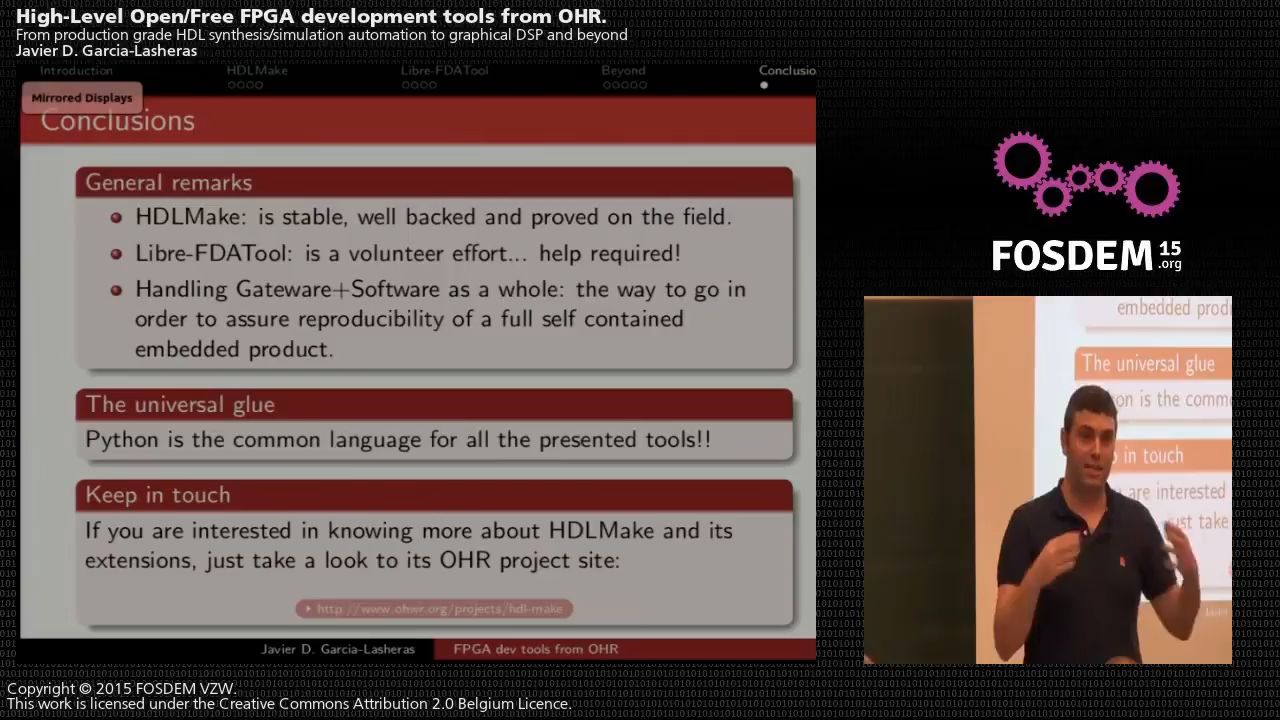 High-Level Open/Free FPGA development tools from OHR.
From production grade HDL synthesis/simulation automation to graphical DSP and beyond
Javier D. Garcia-Lasheras
Introduction HDLMake Libre-FDATool Beyond Conclusio
Mirrored Displays
Conclusions
General remarks
HDLMake: is stable, well backed and proved on the field.
Libre-FDATool: is a volunteer effort... help required!
Handling Gateware+Software as a whole: the way to go in
order to assure reproducibility of a full self contained
embedded product.
The universal glue
Python is the common language for all the presented tools!!
Keep in touch
If you are interested in knowing more about HDLMake and its
extensions, just take a look to its OHR project site:
http://www.ohwr.org/projects/hdl-make
Javier D. Garcia-Lasheras FPGA dev tools from OHR
FOSDEM 15
.org
embedded prod
The universal glue
on is the commo
in touch
are interested
just take
Copyright © 2015 FOSDEM VZW.
This work is licensed under the Creative Commons Attribution 2.0 Belgium Licence.